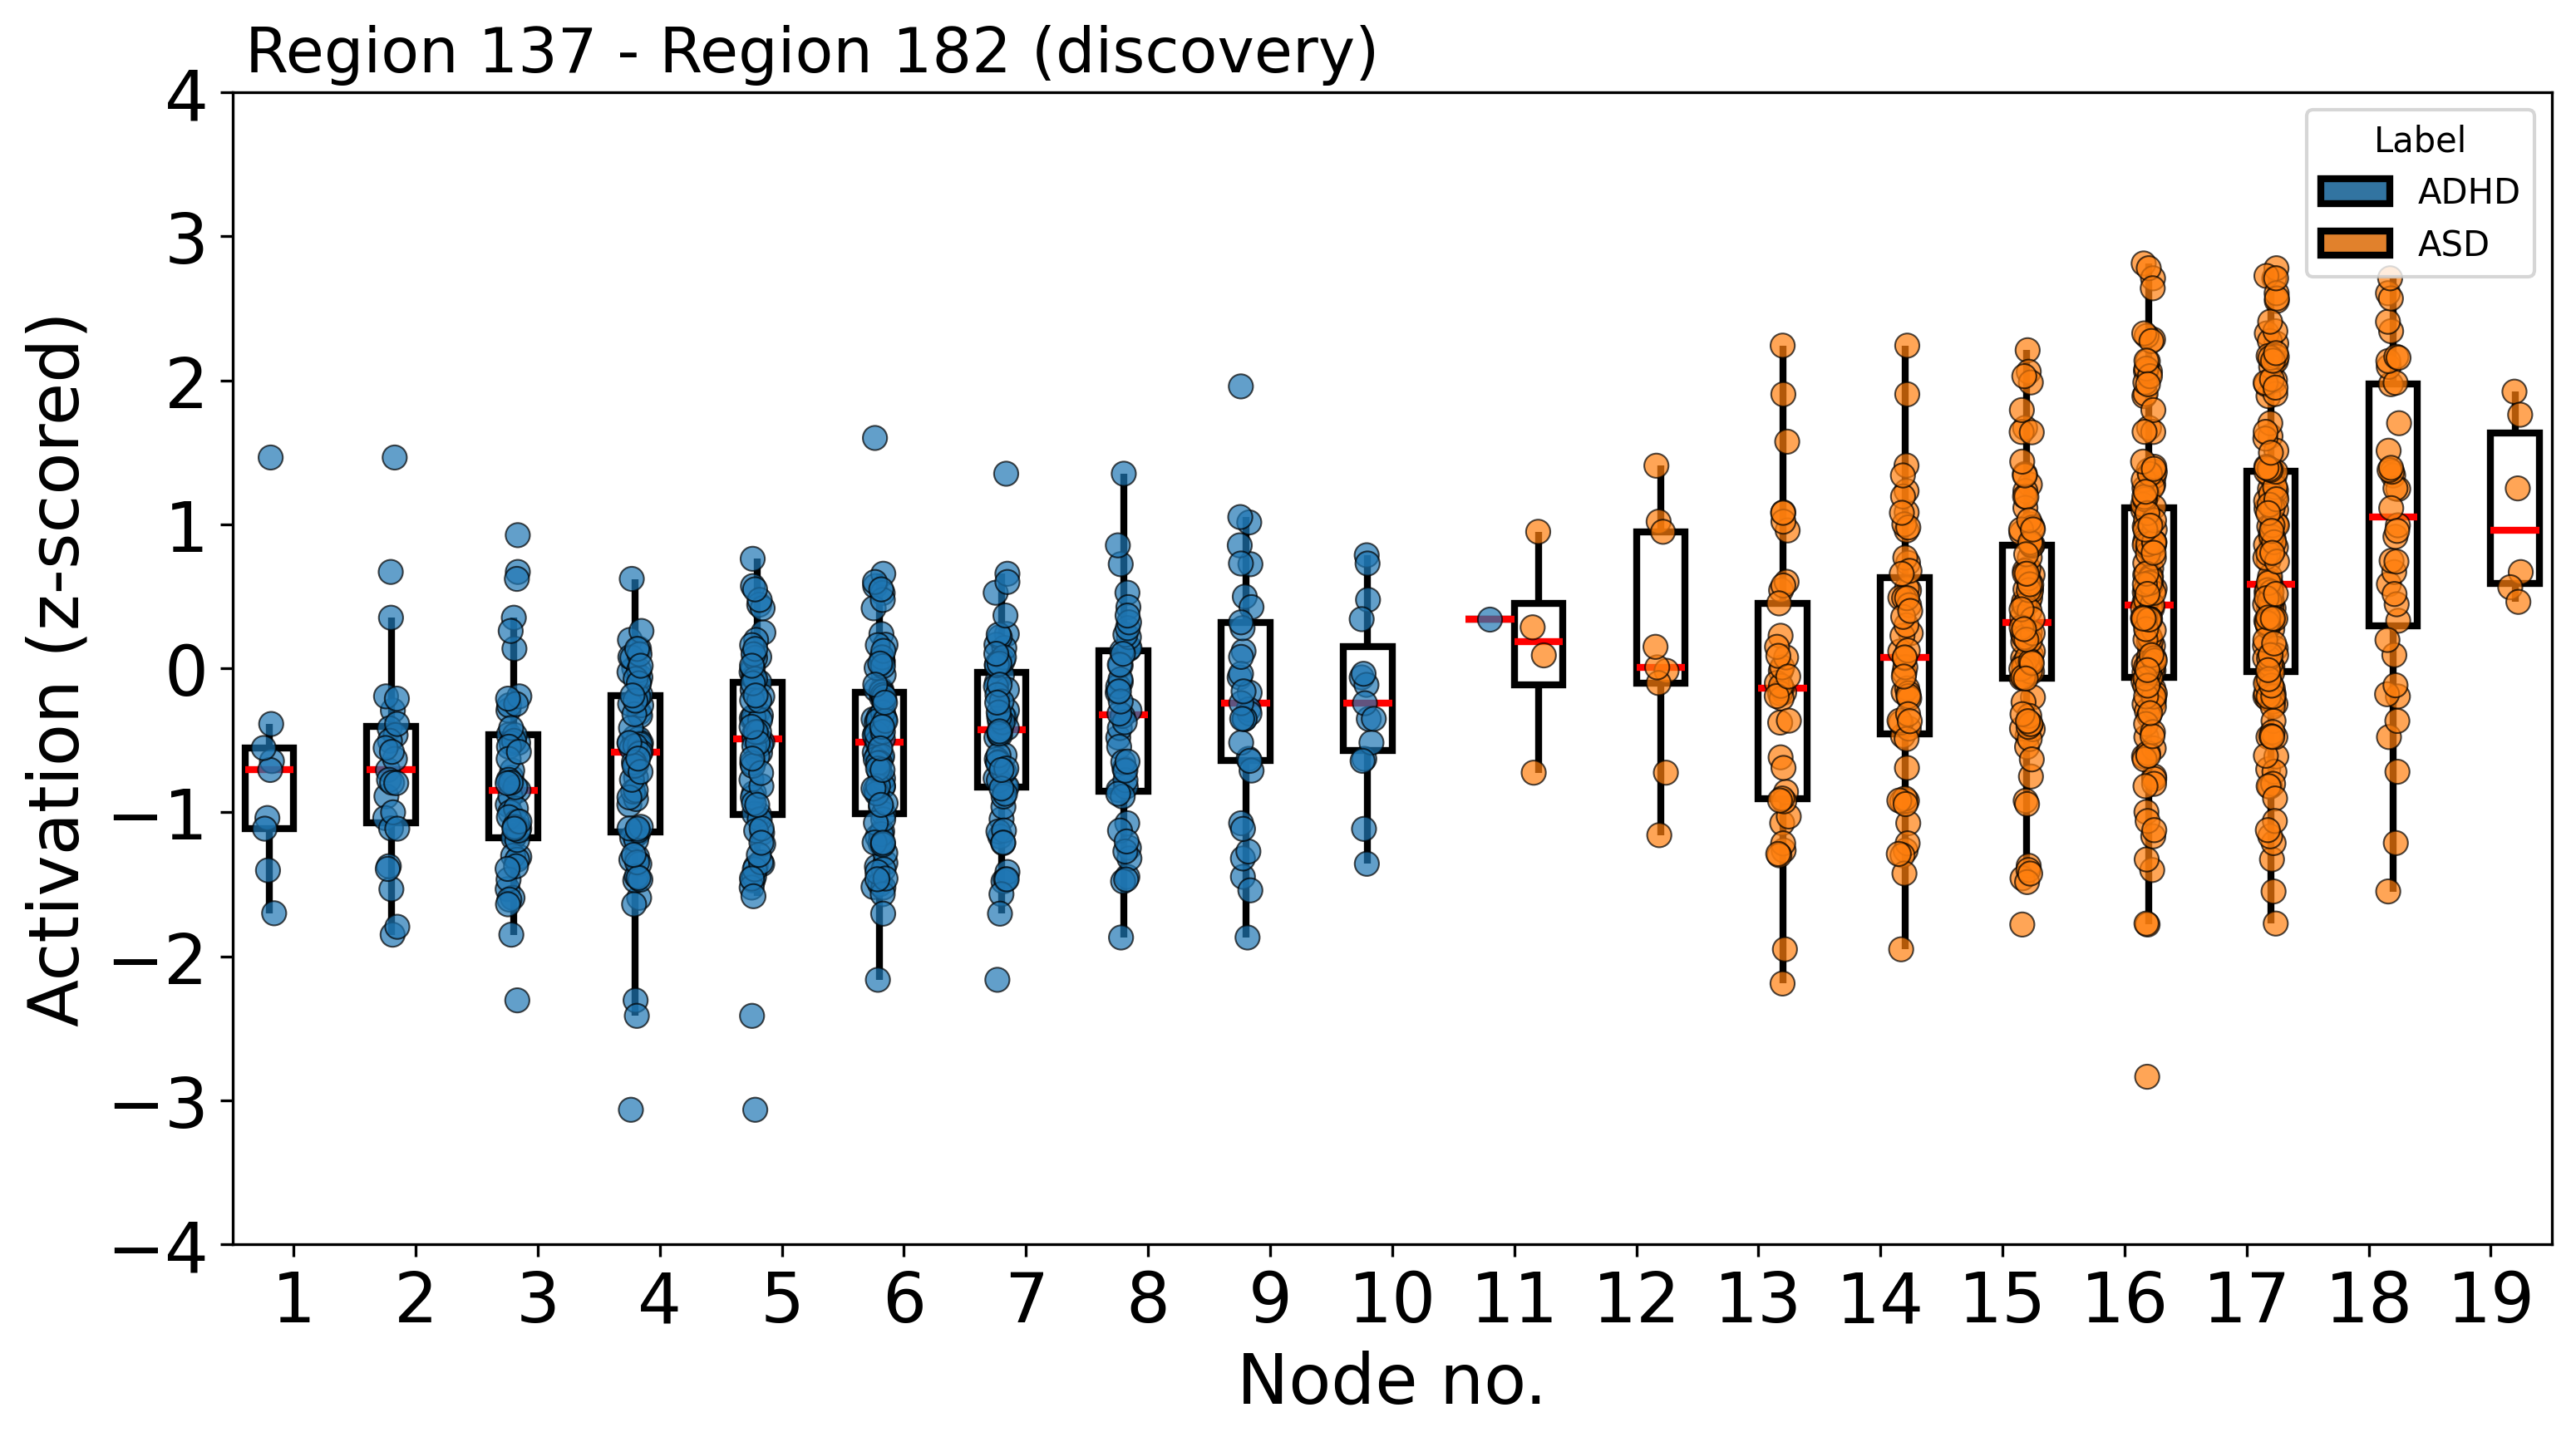 Region 137 - Region 182 (discovery)
4
3
2
1
0
−1
−2
−3
−4
Activation (z-scored)
Label
ADHD
ASD
1 2 3 4 5 6 7 8 9 10 11 12 13 14 15 16 17 18 19
Node no.